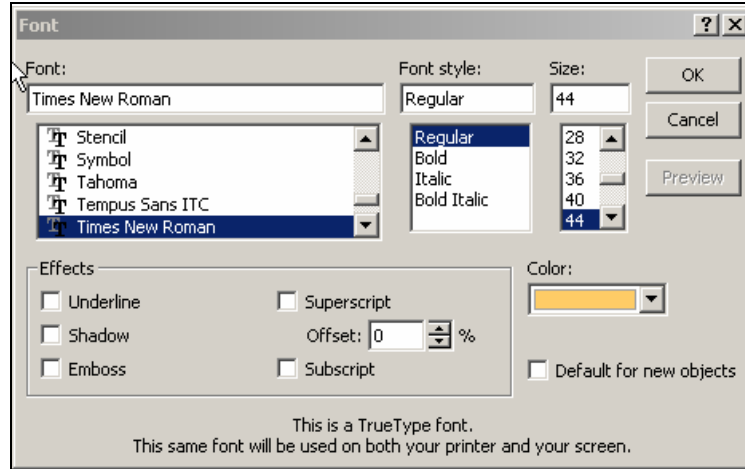 Font
Font: Font style: Size:
Times New Roman Regular 44 OK
Stencil Regular 28 Cancel
Symbol Bold 32
Tahoma Italic 36 Preview
Tempus Sans ITC Bold Italic 40
Times New Roman 44
Effects Color:
Underline Superscript
Shadow Offset: 0 %
Emboss Subscript Default for new objects
This is a TrueType font.
This same font will be used on both your printer and your screen.